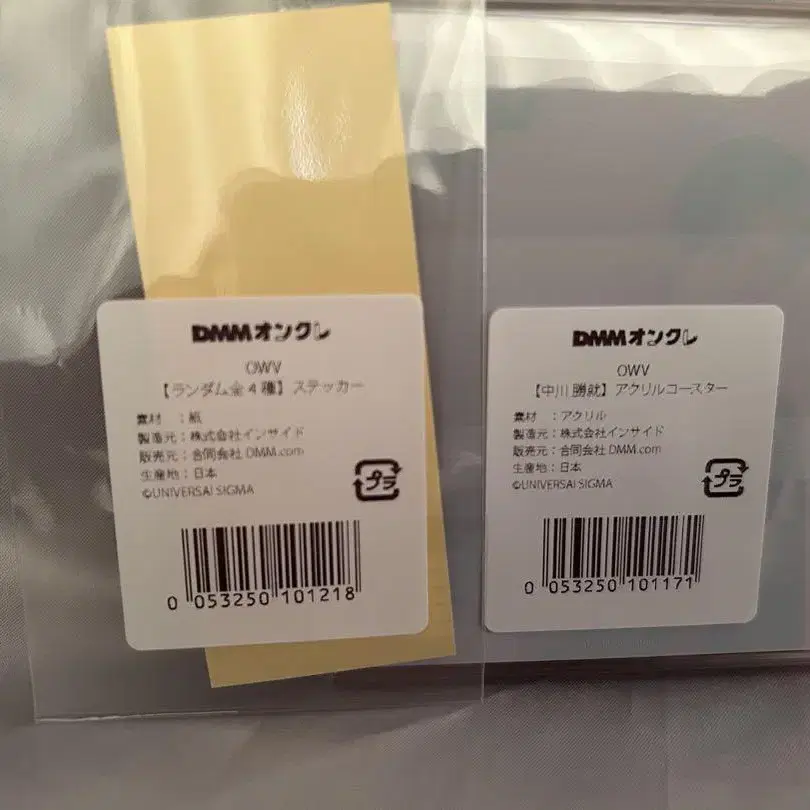 DMMオンクレ
OWV
【ランダム全4種】ステッカー
素材　：紙
製造元：株式会社インサイド
販売元：合同会社 DMM.com
生産地：日本
©UNIVERSAL SIGMA
プラ
0 053250 101218
DMMオンクレ
OWV
【中川 勝就】アクリルコースター
素材　：アクリル
製造元：株式会社インサイド
販売元：合同会社 DMM.com
生産地：日本
©UNIVERSAL SIGMA
プラ
0 053250 101171